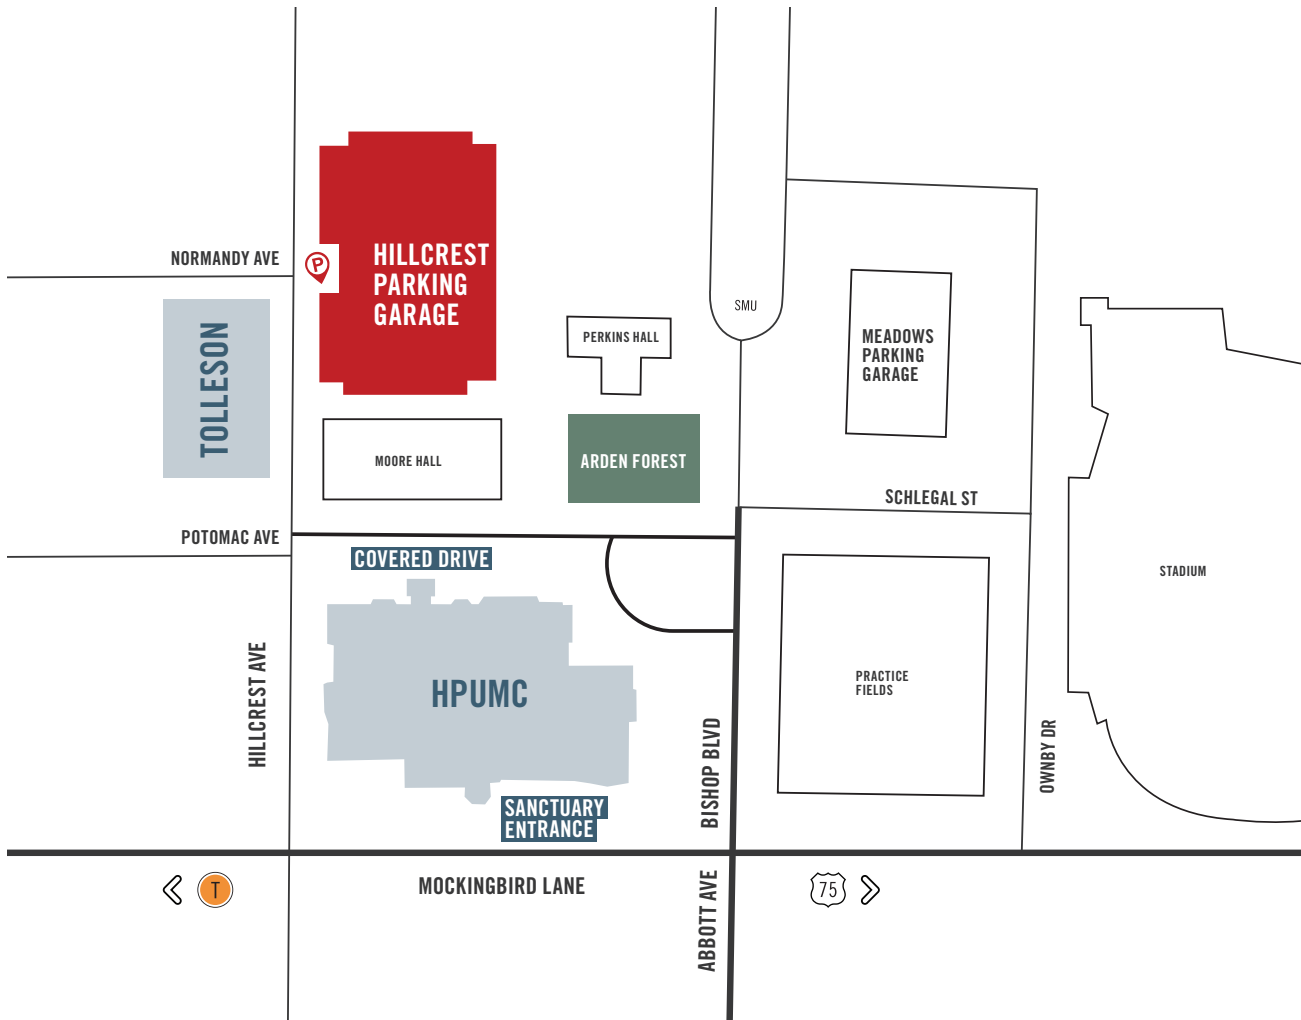 NORMANDY AVE
P
HILLCREST
PARKING
GARAGE
TOLLESON
PERKINS HALL
SMU
MEADOWS
PARKING
GARAGE
MOORE HALL
ARDEN FOREST
SCHLEGAL ST
POTOMAC AVE
COVERED DRIVE
STADIUM
HILLCREST AVE
HPUMC
PRACTICE
FIELDS
BISHOP BLVD
OWNBY DR
SANCTUARY
ENTRANCE
T
MOCKINGBIRD LANE
ABBOTT AVE
75